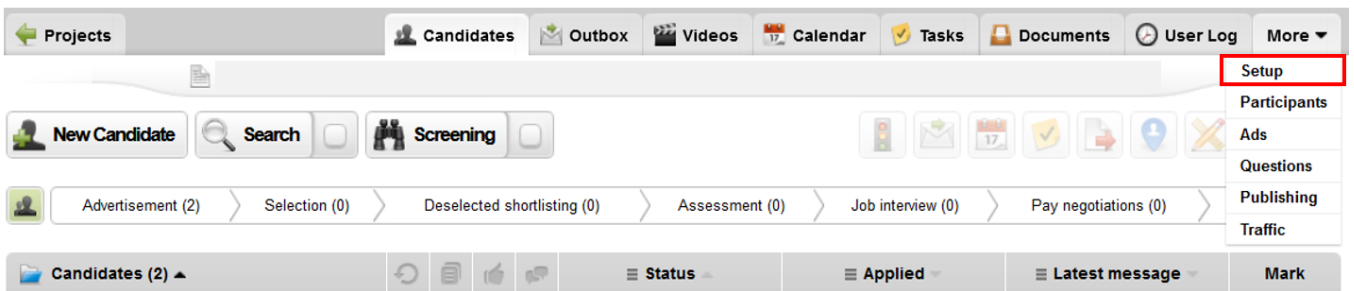 Projects Candidates Outbox Videos 17 Calendar Tasks Documents User Log More
Setup
Participants
Ads
Questions
Publishing
Traffic
New Candidate Search Screening 17
Advertisement (2) Selection (0) Deselected shortlisting (0) Assessment (0) Job interview (0) Pay negotiations (0)
Candidates (2) Status Applied Latest message Mark